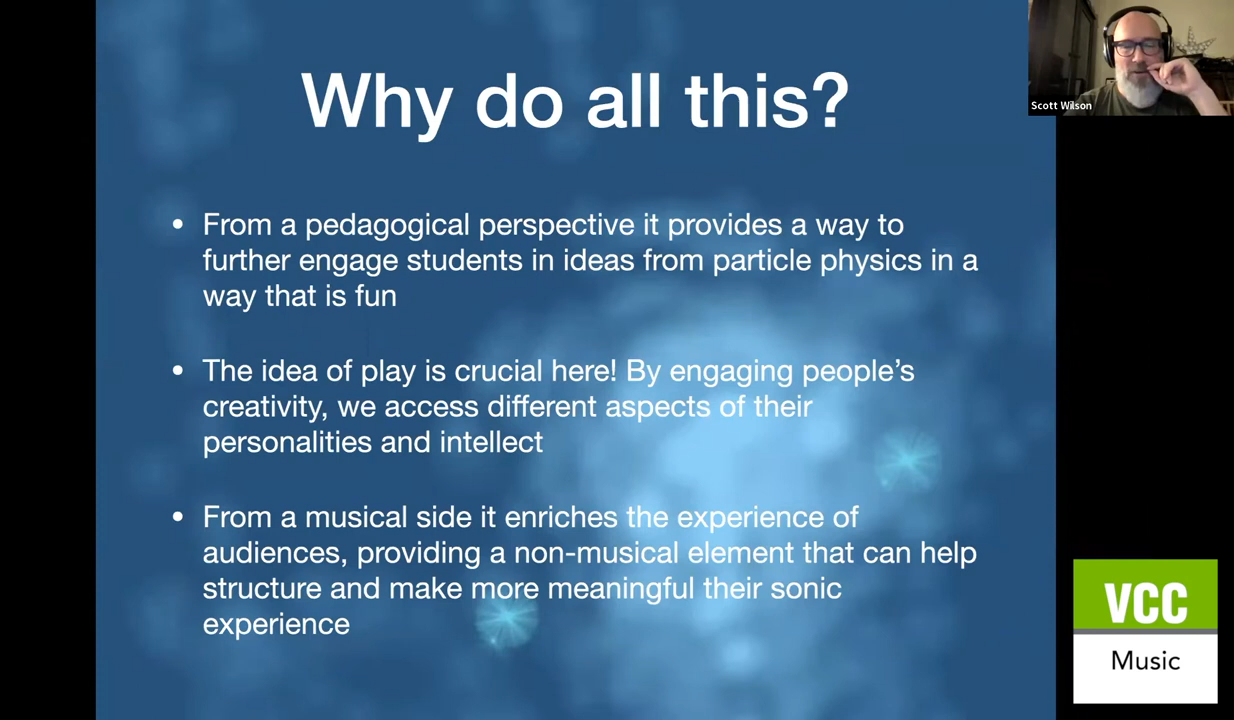 Why do all this?
• From a pedagogical perspective it provides a way to
further engage students in ideas from particle physics in a
way that is fun
• The idea of play is crucial here! By engaging people’s
creativity, we access different aspects of their
personalities and intellect
• From a musical side it enriches the experience of
audiences, providing a non-musical element that can help
structure and make more meaningful their sonic
experience
Scott Wilson
VCC
Music